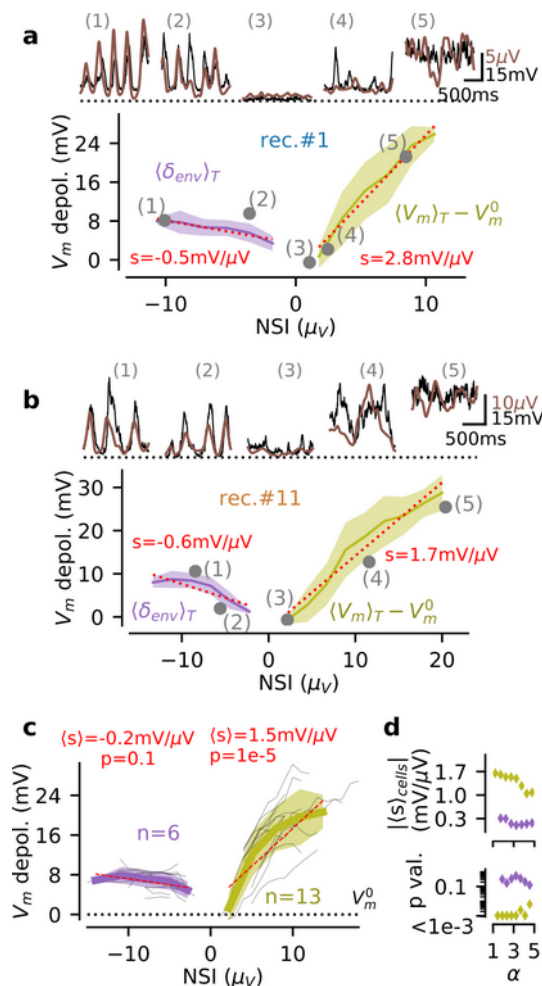 a
(1) (2) (3) (4) (5)
5μV
15mV
500ms
V_m depol. (mV)
24
16
8
0
rec.#1
⟨δ_env⟩_T
(1)
(2)
(3)
(4)
(5)
⟨V_m⟩_T − V_m^0
s=-0.5mV/μV
s=2.8mV/μV
−10 0 10
NSI (μ_V)
b
(1) (2) (3) (4) (5)
10μV
15mV
500ms
V_m depol. (mV)
30
20
10
0
rec.#11
s=-0.6mV/μV
(1)
(2)
(3)
(4)
(5)
s=1.7mV/μV
⟨δ_env⟩_T
⟨V_m⟩_T − V_m^0
−10 0 10 20
NSI (μ_V)
c
⟨s⟩=-0.2mV/μV
p=0.1
⟨s⟩=1.5mV/μV
p=1e-5
V_m depol. (mV)
24
16
8
0
n=6
n=13
V_m^0
−10 0 10
NSI (μ_V)
d
|⟨s⟩_cells|
(mV/μV)
1.7
1.0
0.3
p val.
0.1
<1e-3
1 3 5
α